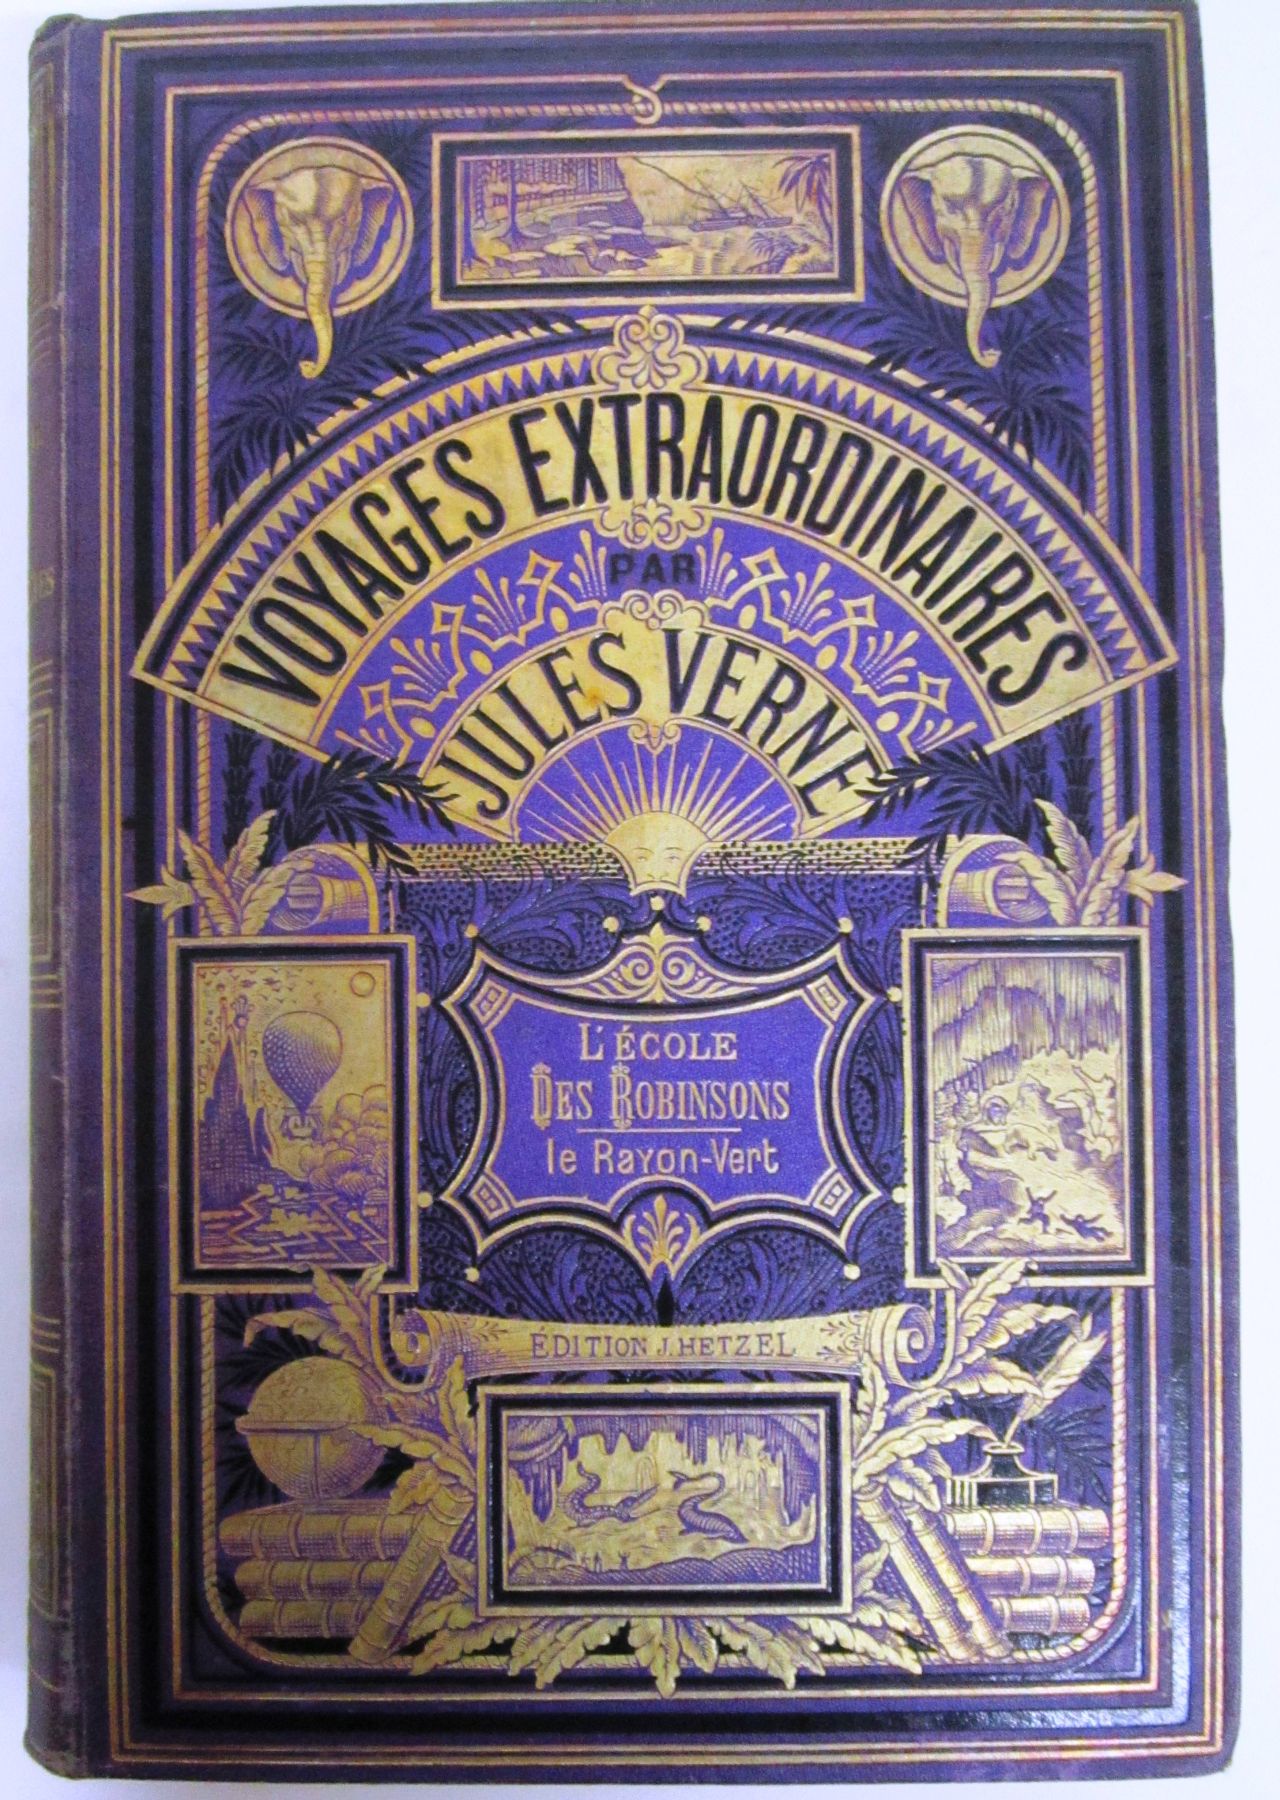 VOYAGES EXTRAORDINAIRES
PAR
JULES VERNE
L'ÉCOLE
DES ROBINSONS
le Rayon-Vert
ÉDITION J. HETZEL